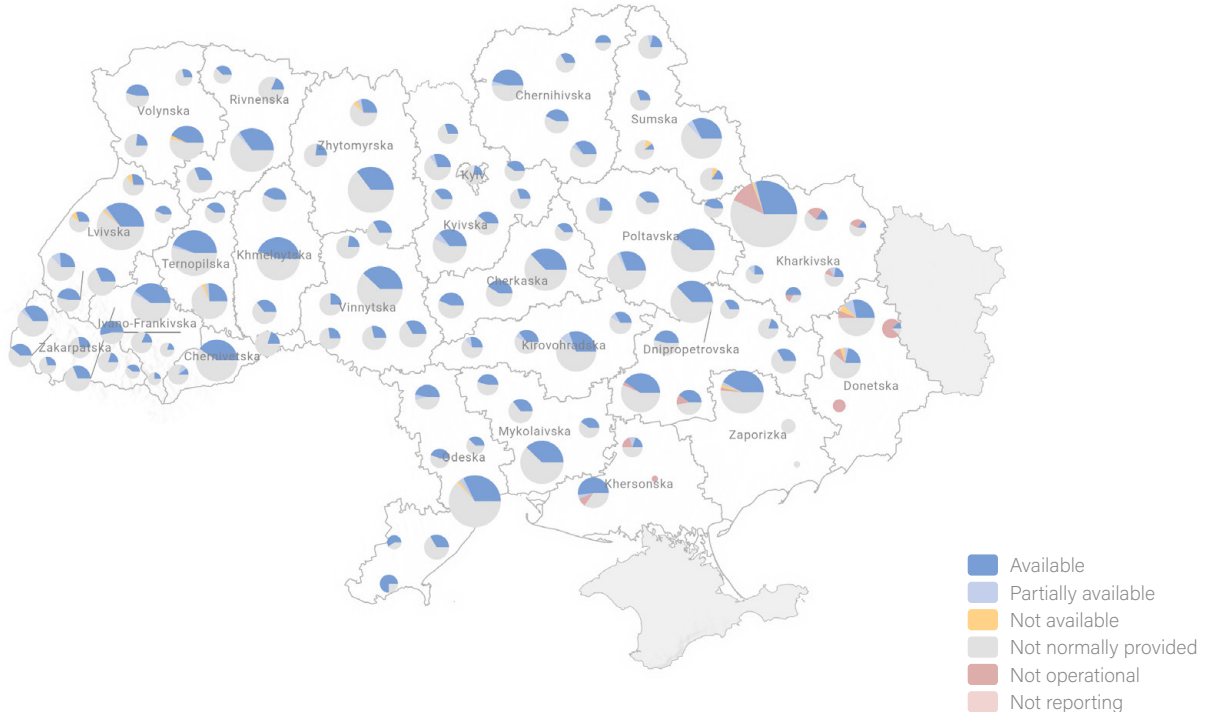 Chernihivska
Volynska
Rivnenska
Sumska
Zhytomyrska
Kyiv
Kyivska
Lvivska
Poltavska
Ternopilska
Khmelnytska
Kharkivska
Cherkaska
Vinnytska
Ivano-Frankivska
Kirovohradska
Zakarpatska
Dnipropetrovska
Chernivetska
Donetska
Mykolaivska
Zaporizka
Odeska
Khersonska
Available
Partially available
Not available
Not normally provided
Not operational
Not reporting